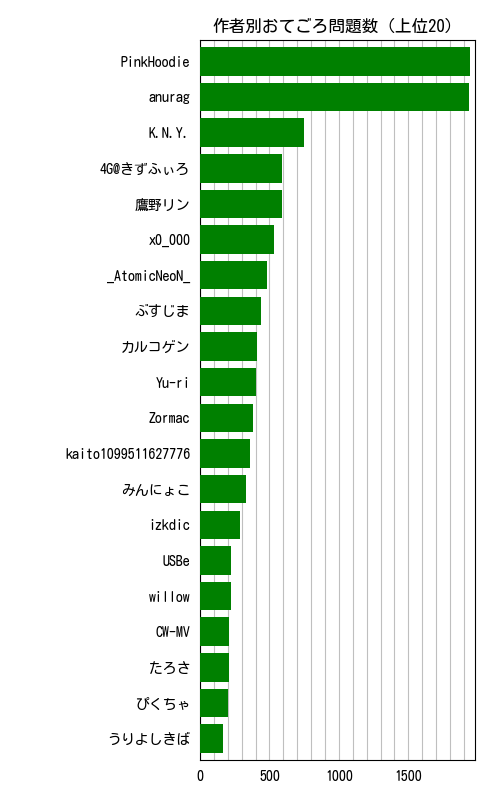 作者別おてごろ問題数 (上位20)
PinkHoodie
anurag
K.N.Y.
4G@きずふぃろ
鷹野リン
x0_000
_AtomicNeoN_
ぶすじま
カルコゲン
Yu-ri
Zormac
kaito1099511627776
みんにょこ
izkdic
USBe
willow
CW-MV
たろさ
ぴくちゃ
うりよしきば
0 500 1000 1500